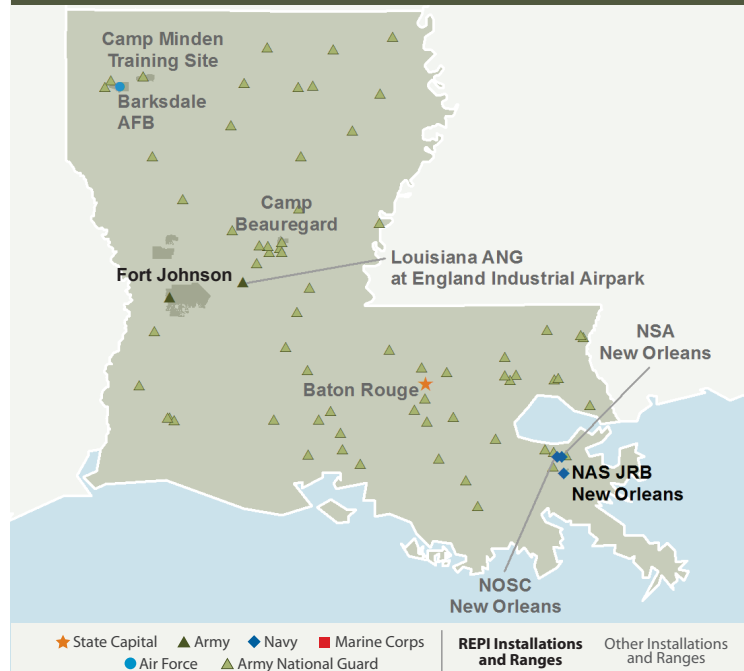 Camp Minden
Training Site
Barksdale
AFB
Camp
Beauregard
Louisiana ANG
at England Industrial Airpark
Fort Johnson
NSA
New Orleans
Baton Rouge
NAS JRB
New Orleans
NOSC
New Orleans
State Capital
Army
Navy
Marine Corps
Air Force
Army National Guard
REPI Installations
and Ranges
Other Installations
and Ranges